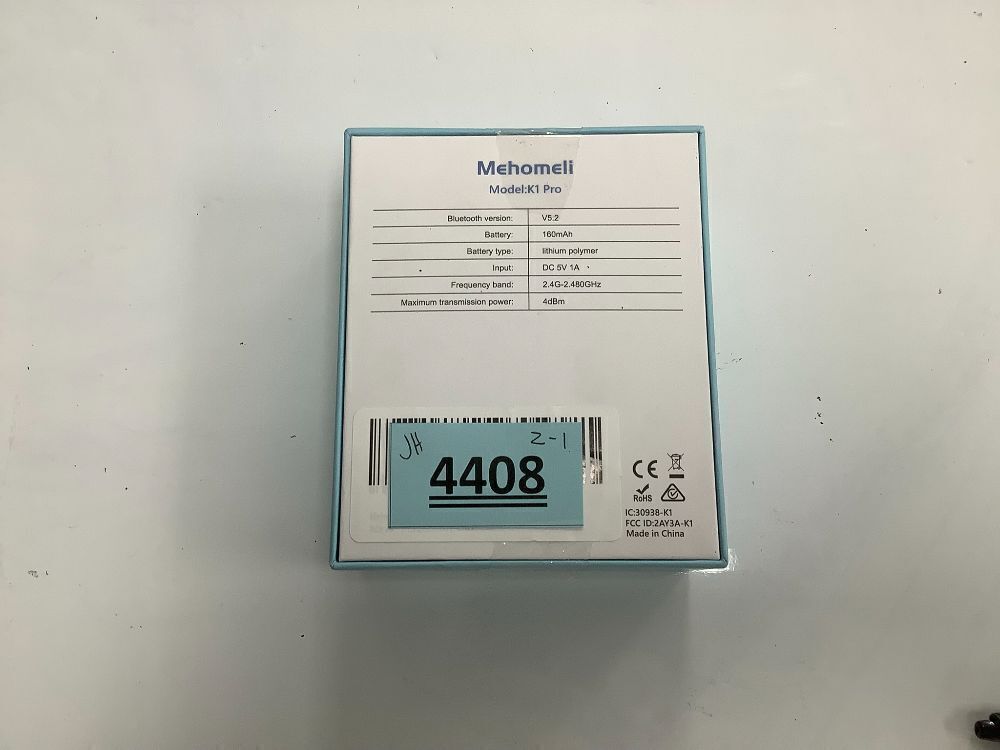 Mehomeli
Model:K1 Pro
Bluetooth version: V5.2
Battery: 160mAh
Battery type: lithium polymer
Input: DC 5V 1A
Frequency band: 2.4G-2.480GHz
Maximum transmission power: 4dBm
JH 2-1
4408
CE
RoHS
IC:30938-K1
FCC ID:2AY3A-K1
Made in China